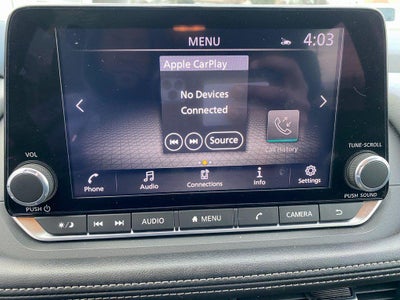 MENU
4:03
Apple CarPlay
No Devices
Connected
Source
Call History
VOL
TUNE•SCROLL
Phone
Audio
Connections
Info
Settings
PUSH
PUSH SOUND
AUDIO
MENU
CAMERA